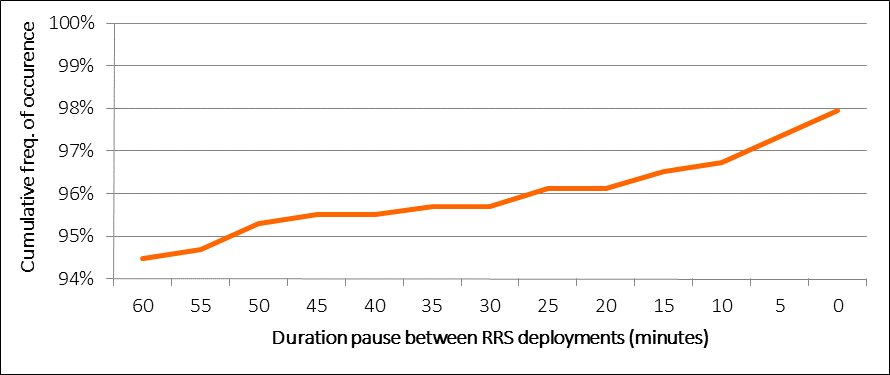 100%
99%
98%
97%
96%
95%
94%
Cumulative freq. of occurence
60 55 50 45 40 35 30 25 20 15 10 5 0
Duration pause between RRS deployments (minutes)